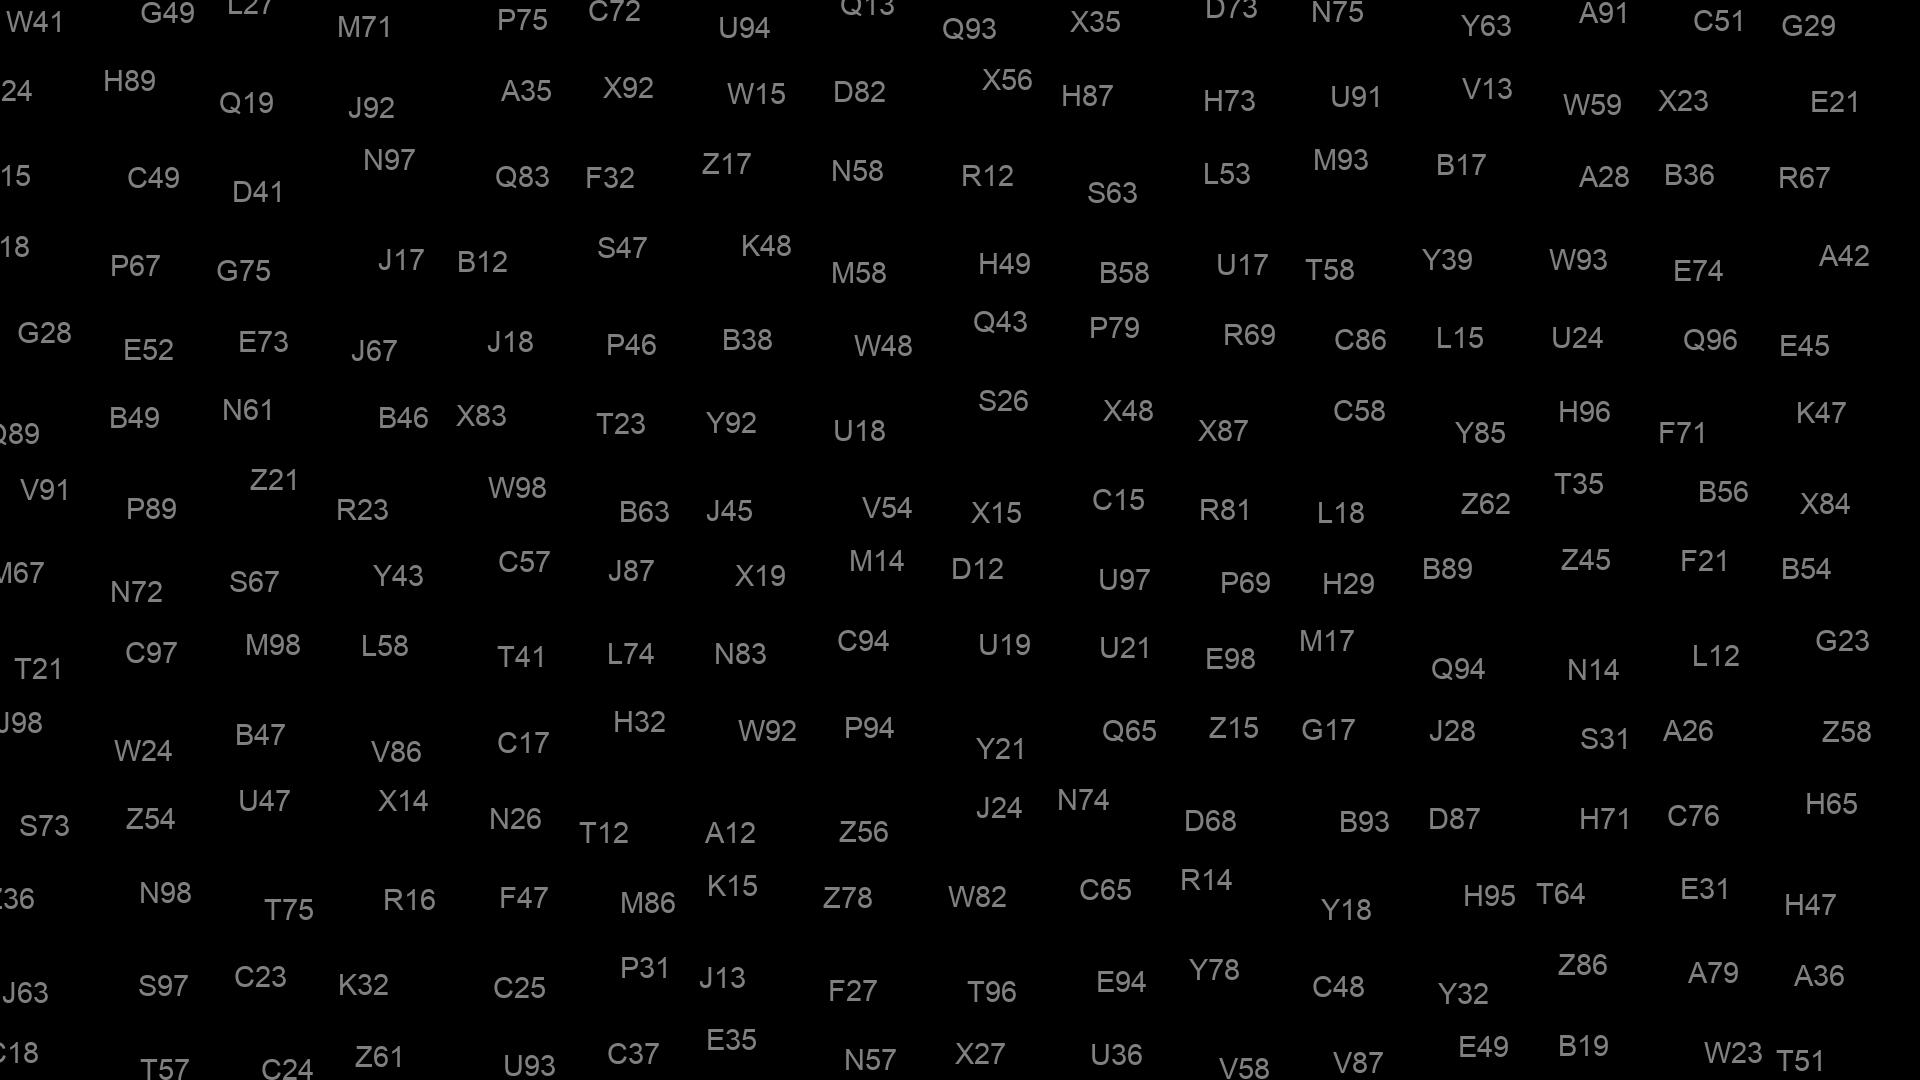 W41 G49 L27 M71 P75 C72 U94 Q13 Q93 X35 D73 N75 Y63 A91 C51 G29
24 H89 Q19 J92 A35 X92 W15 D82 X56 H87 H73 U91 V13 W59 X23 E21
15 C49 D41 N97 Q83 F32 Z17 N58 R12 S63 L53 M93 B17 A28 B36 R67
18 P67 G75 J17 B12 S47 K48 M58 H49 B58 U17 T58 Y39 W93 E74 A42
G28 E52 E73 J67 J18 P46 B38 W48 Q43 P79 R69 C86 L15 U24 Q96 E45
Q89 B49 N61 B46 X83 T23 Y92 U18 S26 X48 X87 C58 Y85 H96 F71 K47
V91 P89 Z21 R23 W98 B63 J45 V54 X15 C15 R81 L18 Z62 T35 B56 X84
M67 N72 S67 Y43 C57 J87 X19 M14 D12 U97 P69 H29 B89 Z45 F21 B54
T21 C97 M98 L58 T41 L74 N83 C94 U19 U21 E98 M17 Q94 N14 L12 G23
J98 W24 B47 V86 C17 H32 W92 P94 Y21 Q65 Z15 G17 J28 S31 A26 Z58
S73 Z54 U47 X14 N26 T12 A12 Z56 J24 N74 D68 B93 D87 H71 C76 H65
Z36 N98 T75 R16 F47 M86 K15 Z78 W82 C65 R14 Y18 H95 T64 E31 H47
J63 S97 C23 K32 C25 P31 J13 F27 T96 E94 Y78 C48 Y32 Z86 A79 A36
C18 T57 C24 Z61 U93 C37 E35 N57 X27 U36 V58 V87 E49 B19 W23 T51